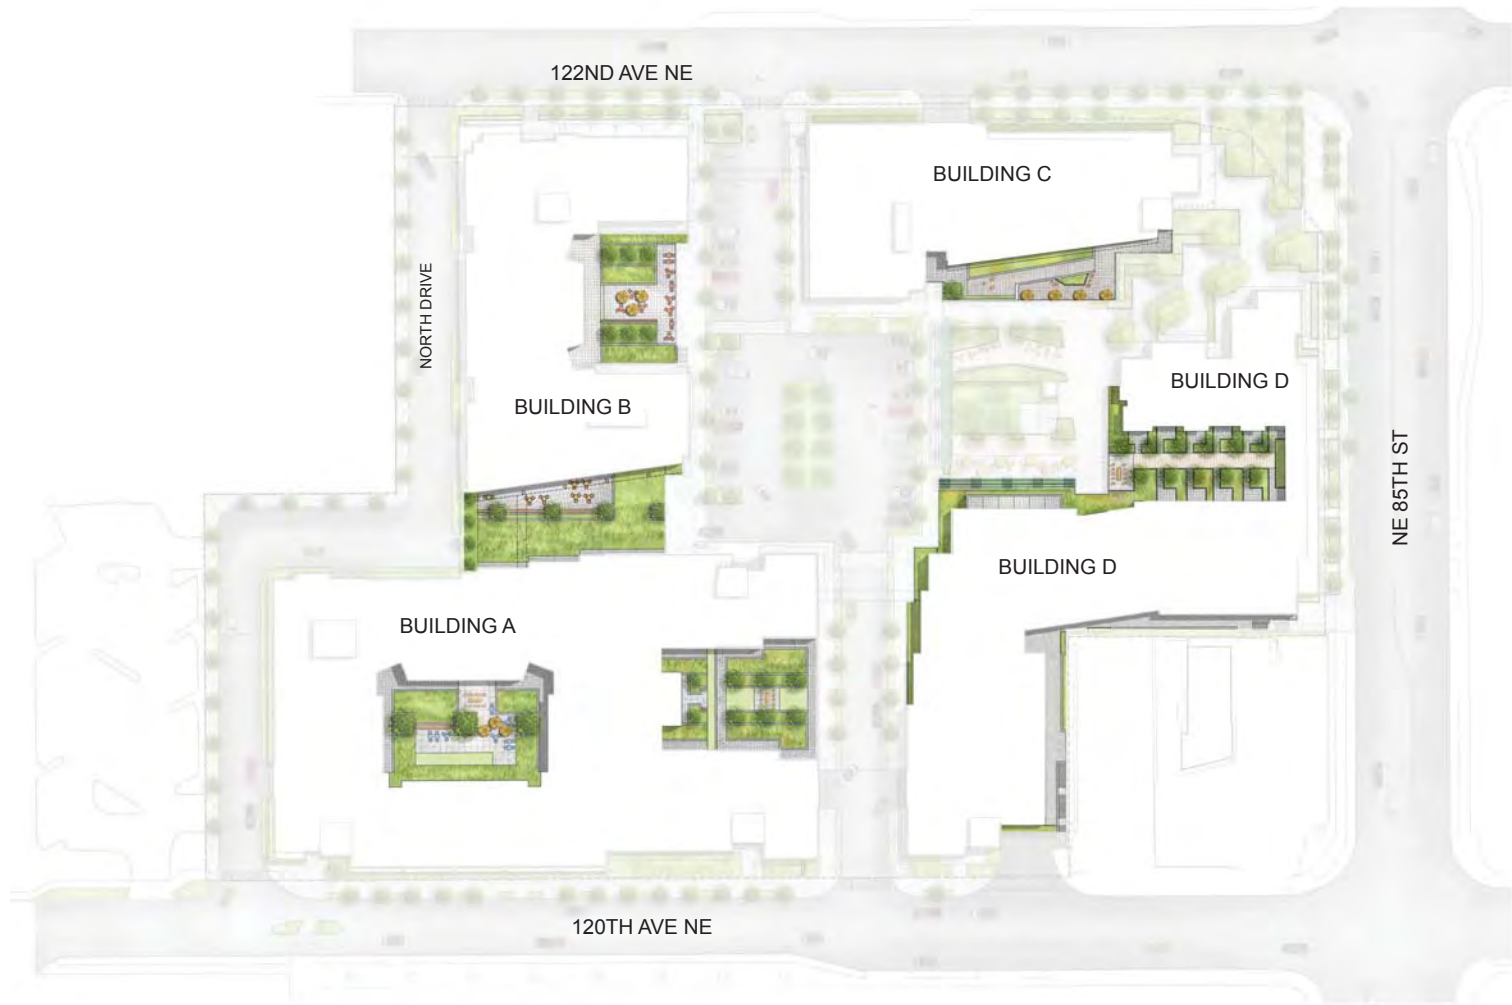 122ND AVE NE
BUILDING C
NORTH DRIVE
BUILDING D
BUILDING B
NE 85TH ST
BUILDING D
BUILDING A
120TH AVE NE